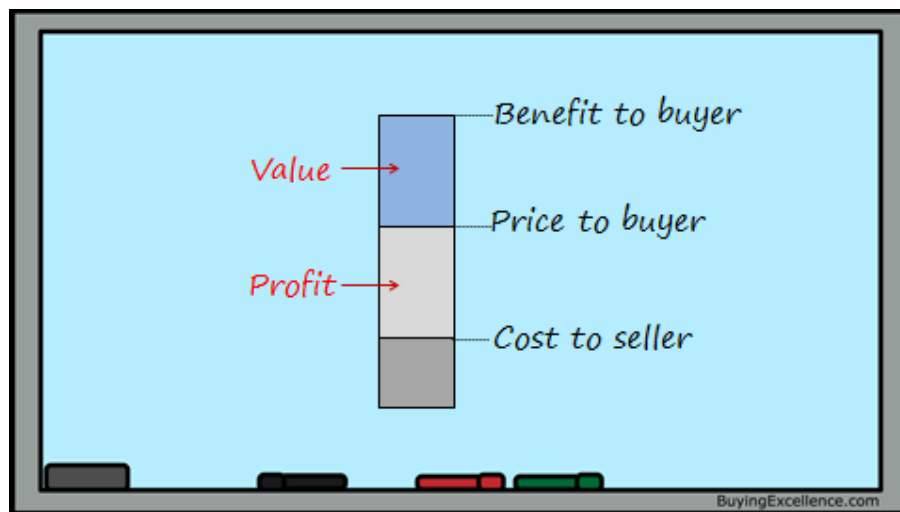 Benefit to buyer
Value
Price to buyer
Profit
Cost to seller
BuyingExcellence.com